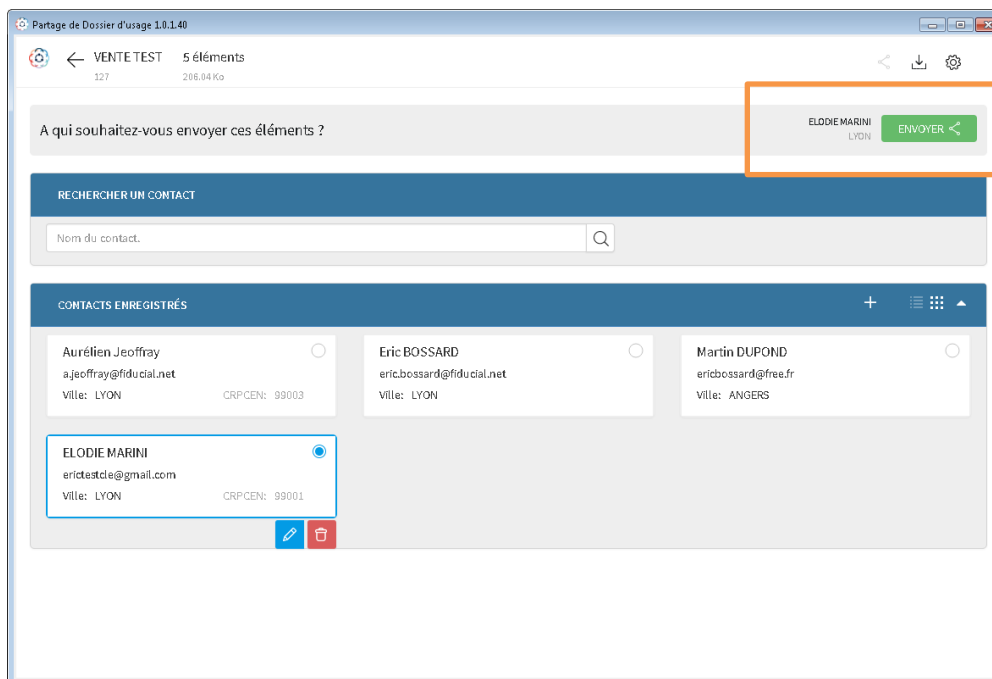 Partage de Dossier d'usage 1.0.1.40
VENTE TEST 5 éléments
127 206.04 Ko
A qui souhaitez-vous envoyer ces éléments ?
ELODIE MARINI
LYON
ENVOYER
RECHERCHER UN CONTACT
Nom du contact.
CONTACTS ENREGISTRÉS
Aurélien Jeoffray
a.jeoffray@fiducial.net
Ville: LYON CRPCEN: 99003
Eric BOSSARD
eric.bossard@fiducial.net
Ville: LYON
Martin DUPOND
ericbossard@free.fr
Ville: ANGERS
ELODIE MARINI
erictestcle@gmail.com
Ville: LYON CRPCEN: 99001